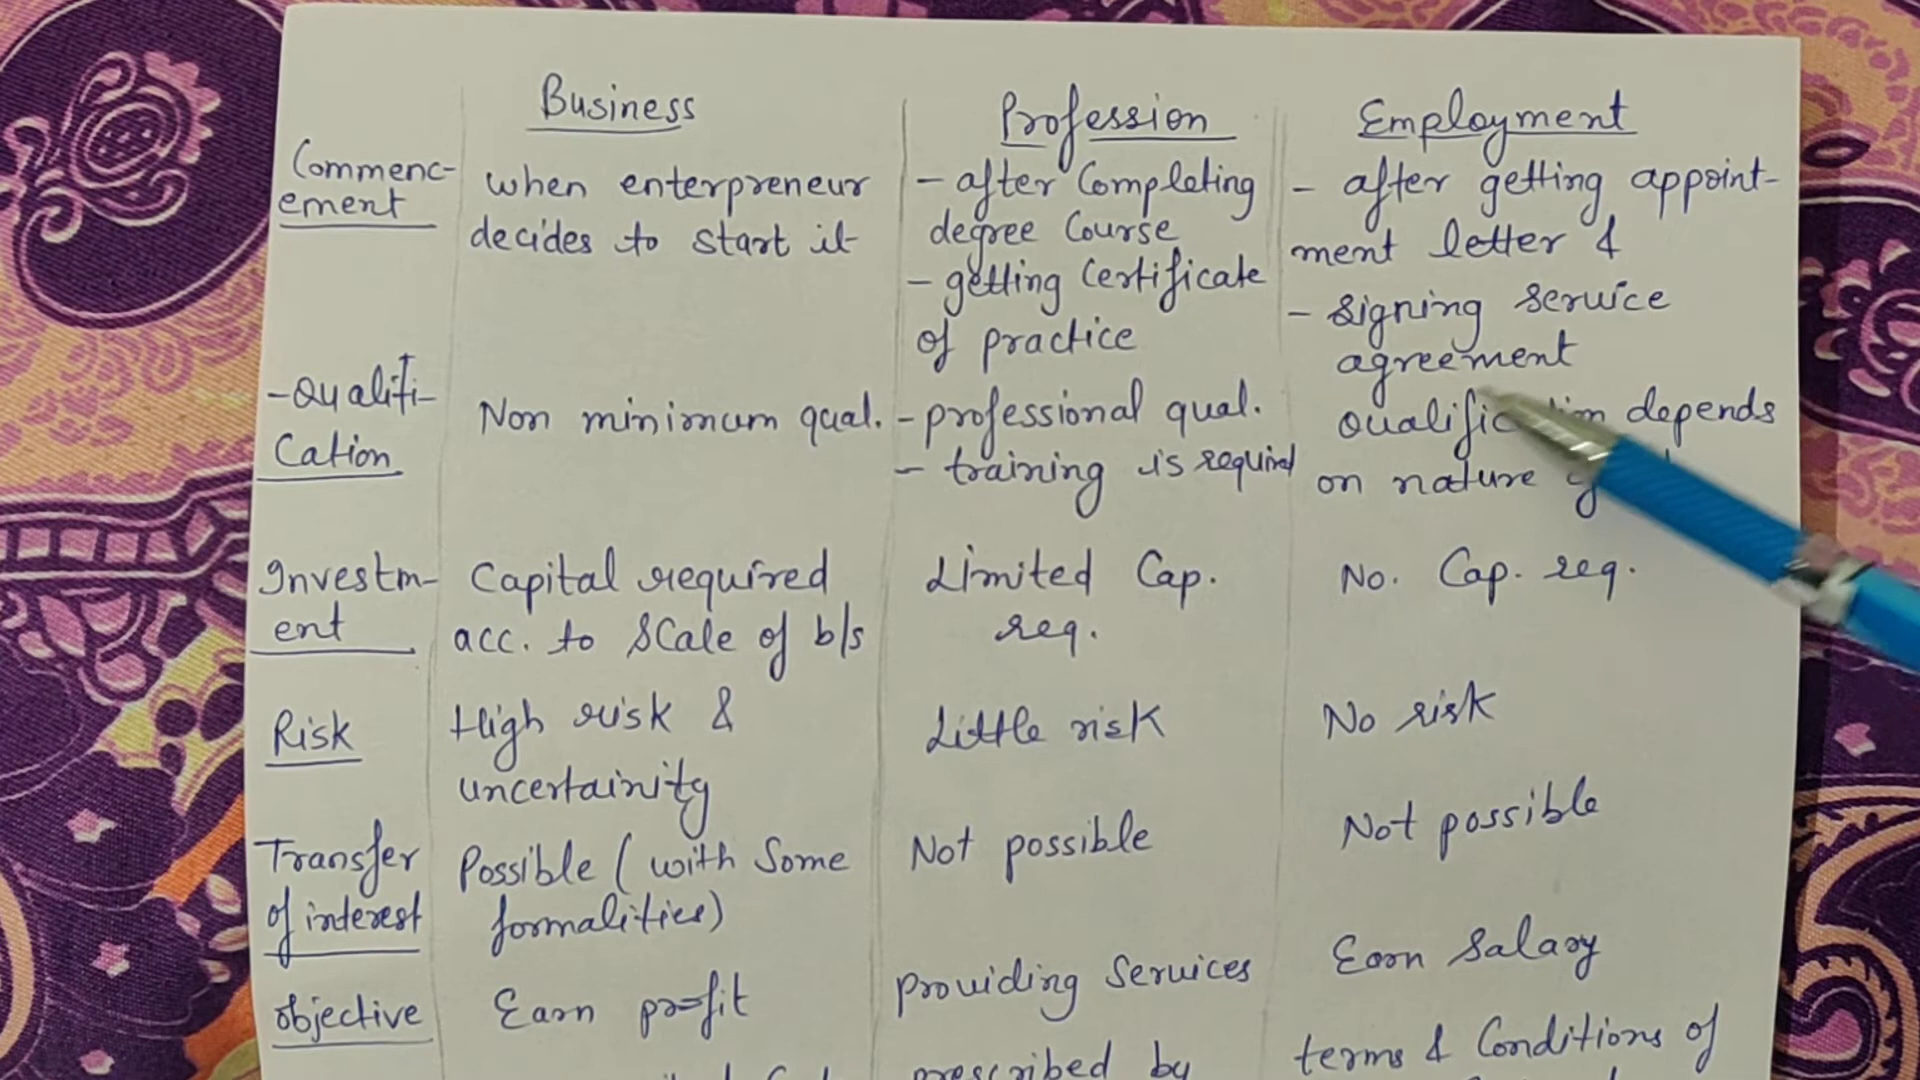 Business Profession Employment
Commenc-
ement
when enterpreneur
decides to start it
- after Completing
degree Course
- getting Certificate
of practice
- after getting appoint-
ment letter &
- signing service
agreement
- Qualifi-
cation
Non minimum qual.
- professional qual.
- training is required
depends
on nature
Investm-
ent
Capital required
acc. to Scale of b/s
Limited Cap.
req.
No. Cap. req.
Risk
High risk &
uncertainity
Little risk
No risk
Transfer
of interest
Possible (with Some
formalities)
Not possible
Not possible
objective
Earn profit
Providing Services
Earn Salary
prescribed by
terms & Conditions of